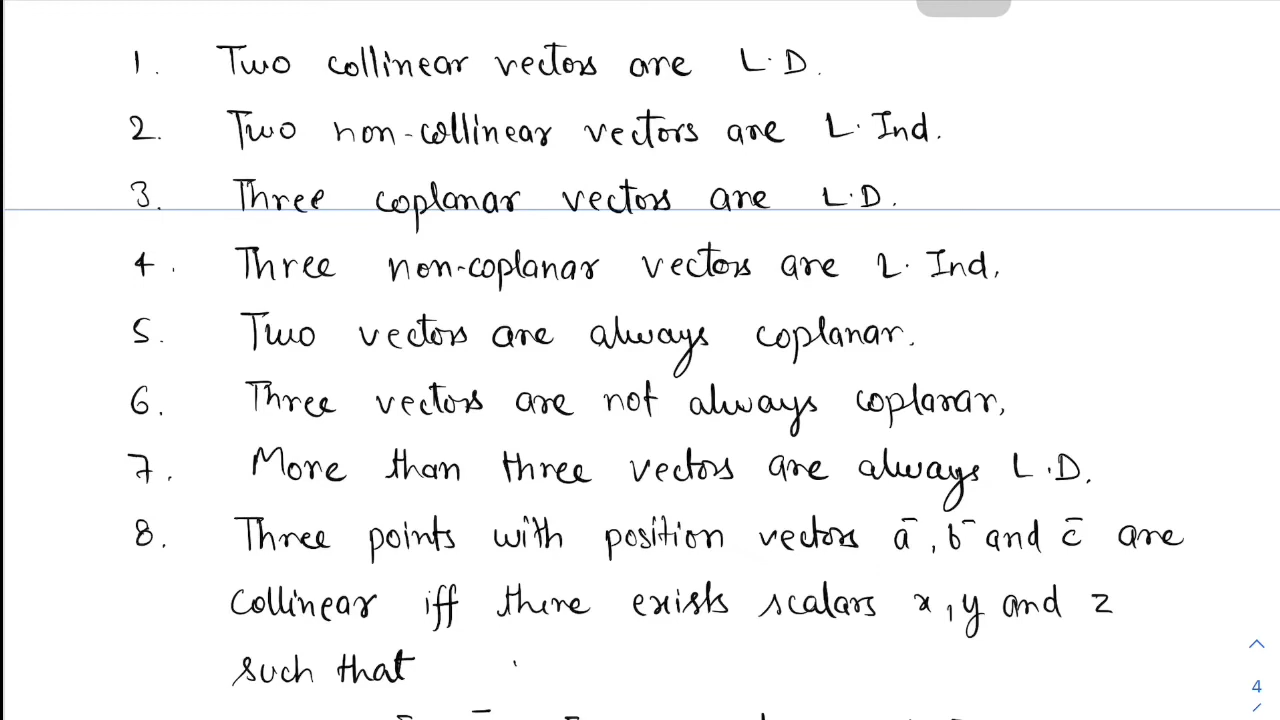 1. Two collinear vectors are L.D.
2. Two non-collinear vectors are L. Ind.
3. Three coplanar vectors are L.D.
4. Three non-coplanar vectors are L. Ind.
5. Two vectors are always coplanar.
6. Three vectors are not always coplanar.
7. More than three vectors are always L.D.
8. Three points with position vectors a̅, b̅ and c̅ are
collinear iff there exists scalars x, y and z
such that
4